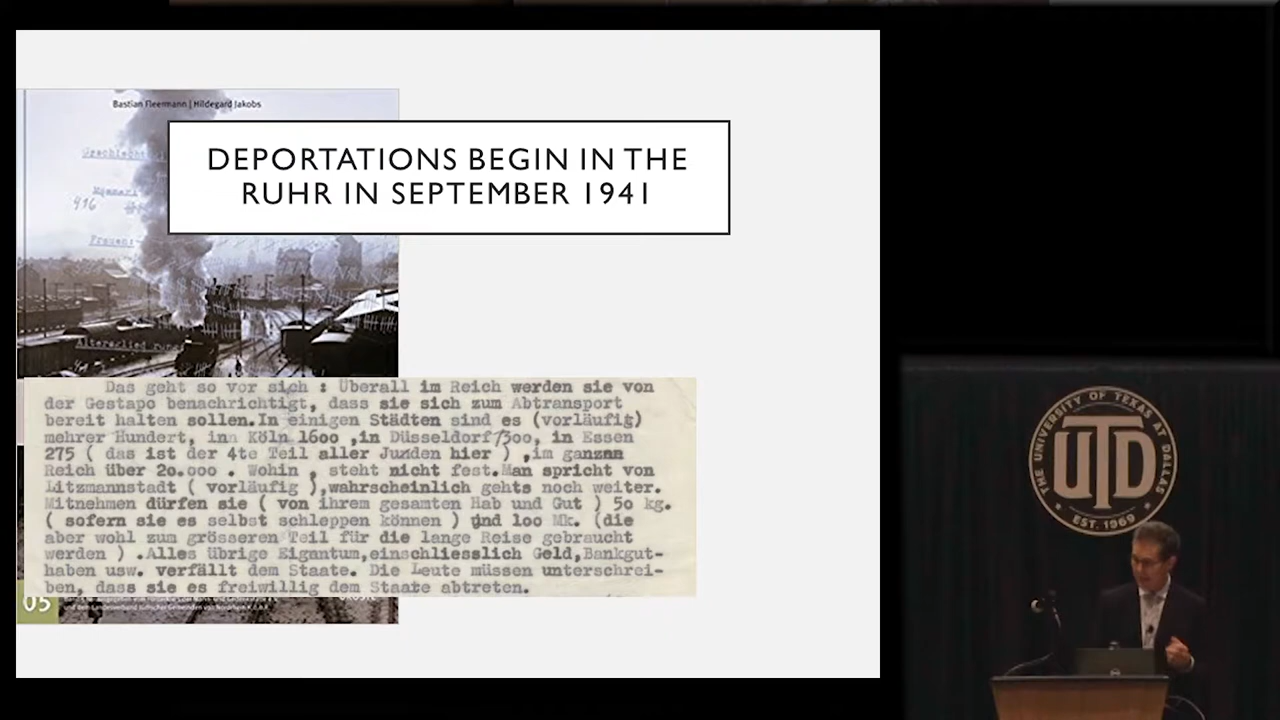 Bastian Fleermann | Hildegard Jakobs
DEPORTATIONS BEGIN IN THE
RUHR IN SEPTEMBER 1941
416
Frauen:
Das geht so vor sich : Überall im Reich werden sie von
der Gestapo benachrichtigt, dass sie sich zum Abtransport
bereit halten sollen.In einigen Städten sind es (vorläufig)
mehrer Hundert, in Köln 1600 ,in Düsseldorf 300, in Essen
275 ( das ist der 4te Teil aller Junden hier ) ,im ganzen
Reich über 20.000 . Wohin , steht nicht fest.Man spricht von
Litzmannstadt ( vorläufig ),wahrscheinlich gehts noch weiter.
Mitnehmen dürfen sie ( von ihrem gesamten Hab und Gut ) 50 kg.
( sofern sie es selbst schleppen können ) und 100 Mk. (die
aber wohl zum grösseren Teil für die lange Reise gebraucht
werden ) .Alles übrige Eigantum,einschliesslich Geld,Bankgut-
haben usw. verfällt dem Staate. Die Leute müssen unterschrei-
ben, dass sie es freiwillig dem Staate abtreten.
05
THE UNIVERSITY OF TEXAS AT DALLAS
UTD
EST. 1969